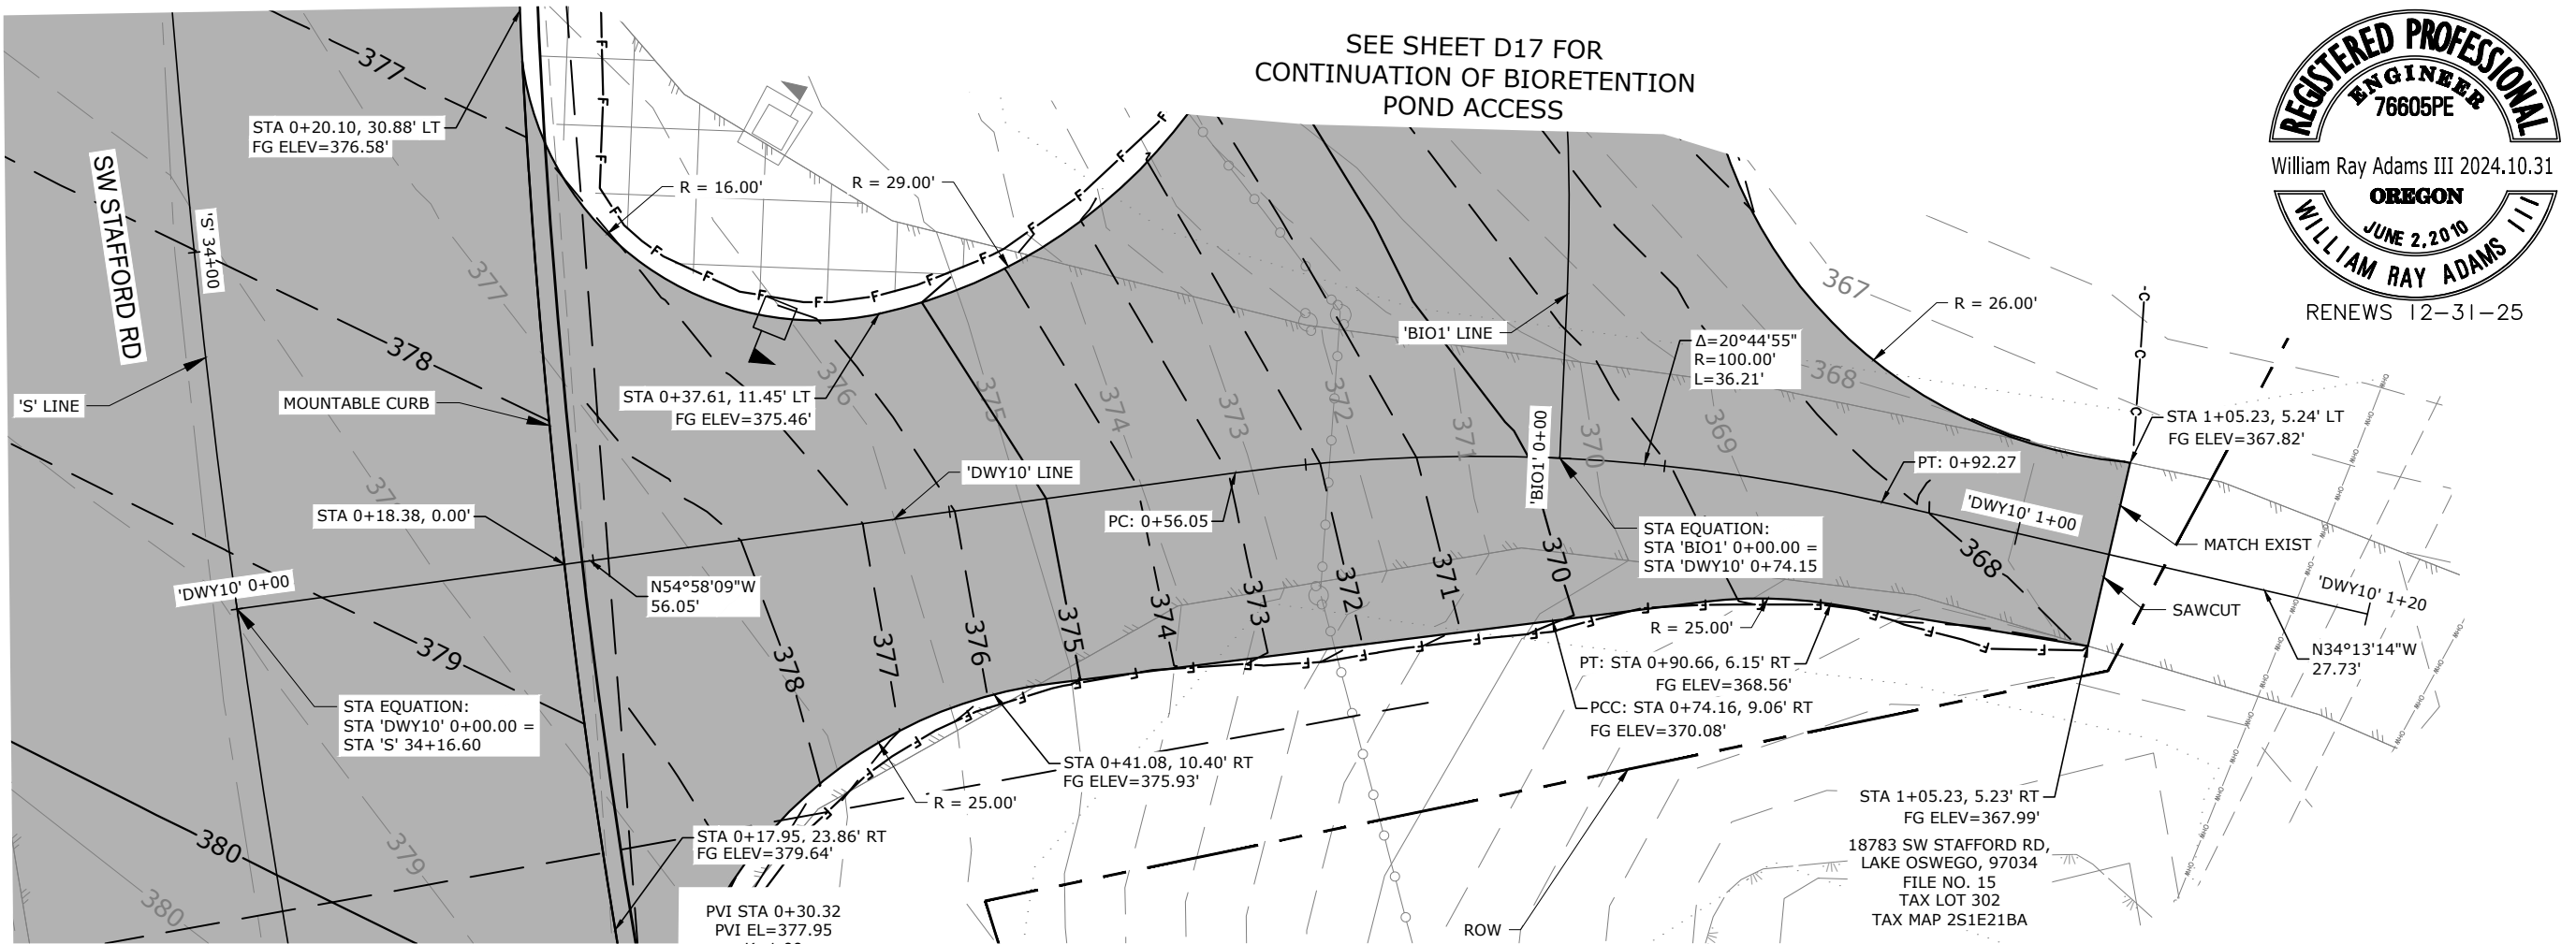 SEE SHEET D17 FOR
CONTINUATION OF BIORETENTION
POND ACCESS
REGISTERED PROFESSIONAL
ENGINEER
76605PE
William Ray Adams III 2024.10.31
OREGON
JUNE 2, 2010
WILLIAM RAY ADAMS III
RENEWS 12-31-25
377
STA 0+20.10, 30.88' LT
FG ELEV=376.58'
SW STAFFORD RD
'S' 34+00
377
378
'S' LINE
MOUNTABLE CURB
R = 16.00'
R = 29.00'
STA 0+37.61, 11.45' LT
FG ELEV=375.46'
376
375
374
373
372
371
370
369
368
367
'BIO1' LINE
Δ=20°44'55"
R=100.00'
L=36.21'
R = 26.00'
'BIO1' 0+00
STA 1+05.23, 5.24' LT
FG ELEV=367.82'
'DWY10' LINE
PT: 0+92.27
'DWY10' 1+00
STA 0+18.38, 0.00'
PC: 0+56.05
STA EQUATION:
STA 'BIO1' 0+00.00 =
STA 'DWY10' 0+74.15
MATCH EXIST
'DWY10' 0+00
N54°58'09"W
56.05'
378
377
376
375
374
373
372
371
370
368
'DWY10' 1+20
SAWCUT
N34°13'14"W
27.73'
R = 25.00'
379
STA EQUATION:
STA 'DWY10' 0+00.00 =
STA 'S' 34+16.60
PT: STA 0+90.66, 6.15' RT
FG ELEV=368.56'
PCC: STA 0+74.16, 9.06' RT
FG ELEV=370.08'
STA 0+41.08, 10.40' RT
FG ELEV=375.93'
R = 25.00'
STA 1+05.23, 5.23' RT
FG ELEV=367.99'
380
379
380
STA 0+17.95, 23.86' RT
FG ELEV=379.64'
18783 SW STAFFORD RD,
LAKE OSWEGO, 97034
FILE NO. 15
TAX LOT 302
TAX MAP 2S1E21BA
PVI STA 0+30.32
PVI EL=377.95
ROW